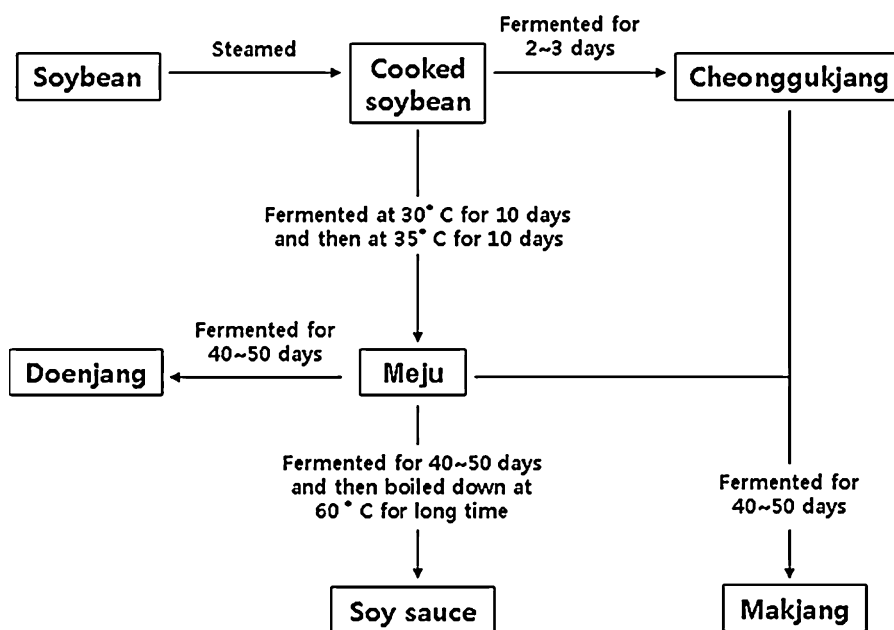 Fermented for
2~3 days
Steamed
Soybean
Cooked
soybean
Cheonggukjang
Fermented at 30° C for 10 days
and then at 35° C for 10 days
Fermented for
40~50 days
Doenjang
Meju
Fermented for 40~50 days
and then boiled down at
60° C for long time
Fermented for
40~50 days
Soy sauce
Makjang